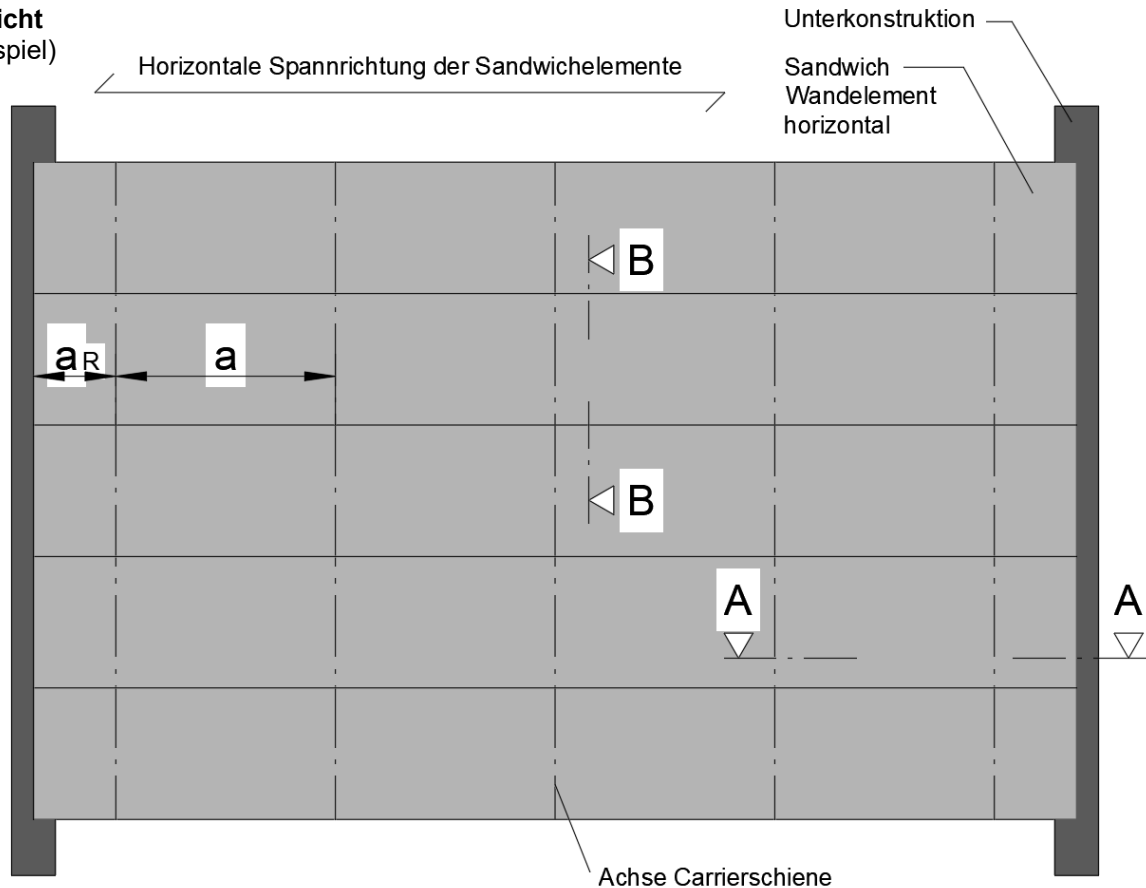 icht
spiel)
Horizontale Spannrichtung der Sandwichelemente
Unterkonstruktion
Sandwich
Wandelement
horizontal
B
aR
a
B
A
A
Achse Carrierschiene